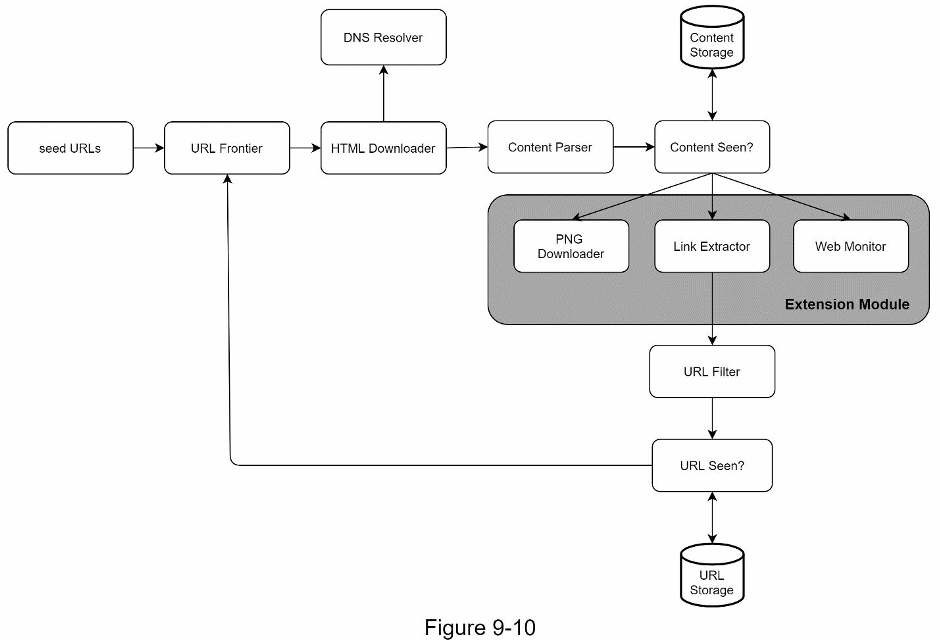 DNS Resolver
Content
Storage
seed URLs
URL Frontier
HTML Downloader
Content Parser
Content Seen?
PNG
Downloader
Link Extractor
Web Monitor
Extension Module
URL Filter
URL Seen?
URL
Storage
Figure 9-10